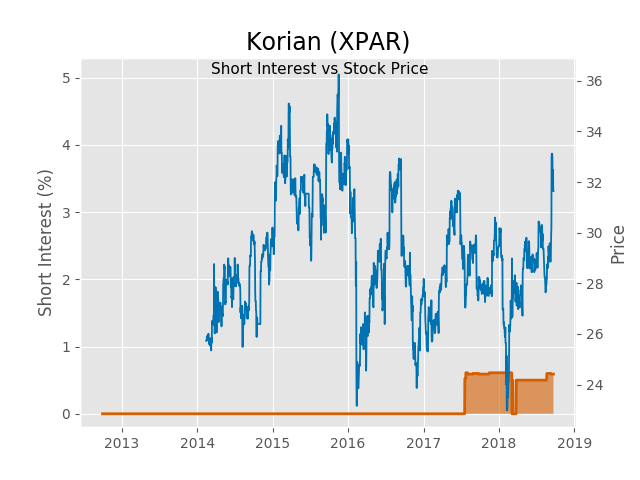 Korian (XPAR)
Short Interest vs Stock Price
Short Interest (%)
5
4
3
2
1
0
36
34
32
30
28
26
24
Price
2013 2014 2015 2016 2017 2018 2019